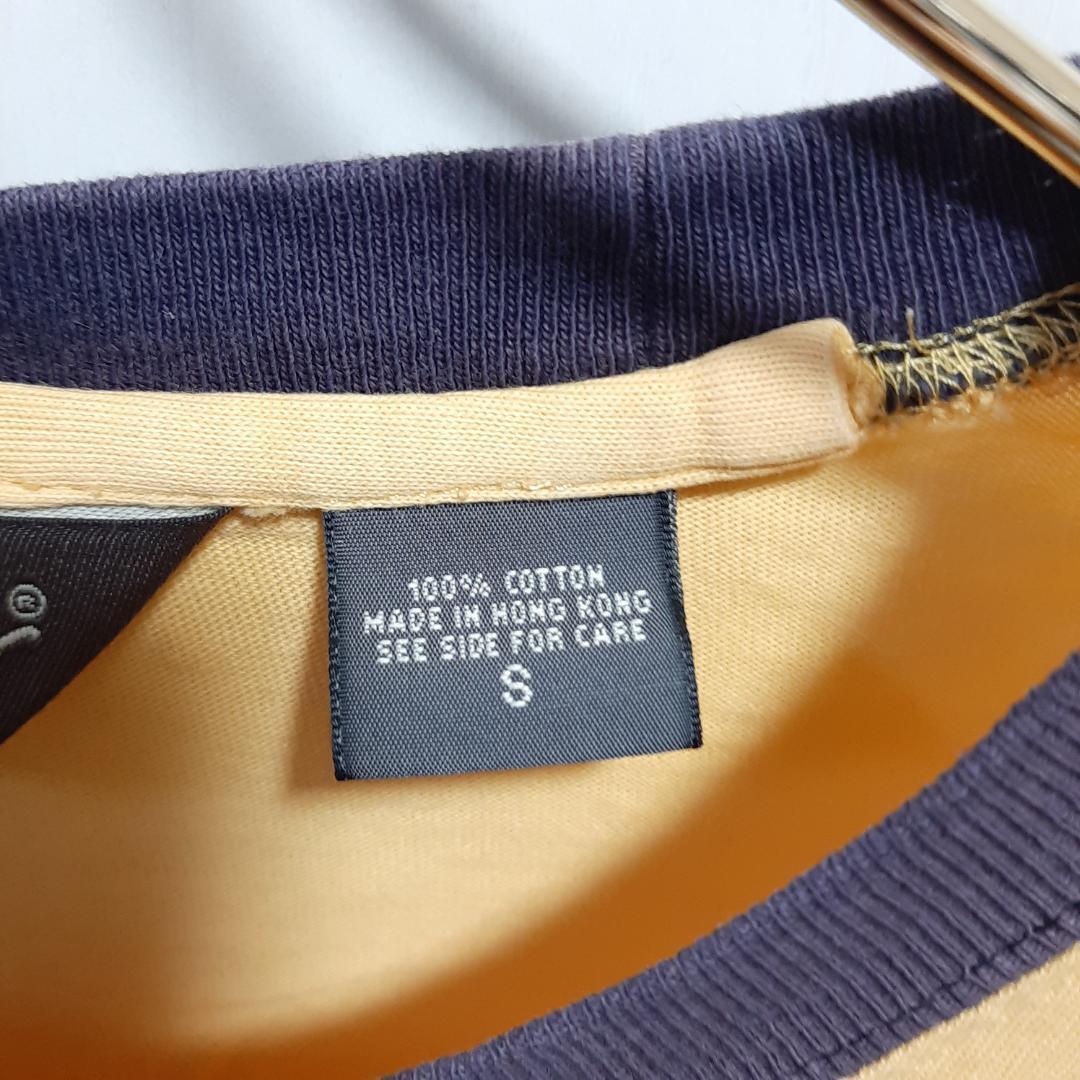 100% COTTON
MADE IN HONG KONG
SEE SIDE FOR CARE
S
®